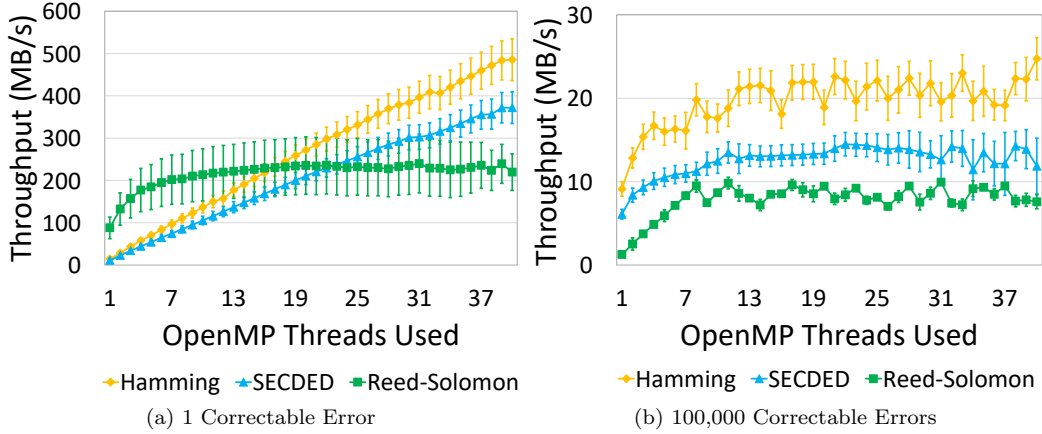 Throughput (MB/s)
600
500
400
300
200
100
0
1 7 13 19 25 31 37
OpenMP Threads Used
Hamming SECDED Reed-Solomon
(a) 1 Correctable Error
Throughput (MB/s)
30
20
10
0
1 7 13 19 25 31 37
OpenMP Threads Used
Hamming SECDED Reed-Solomon
(b) 100,000 Correctable Errors